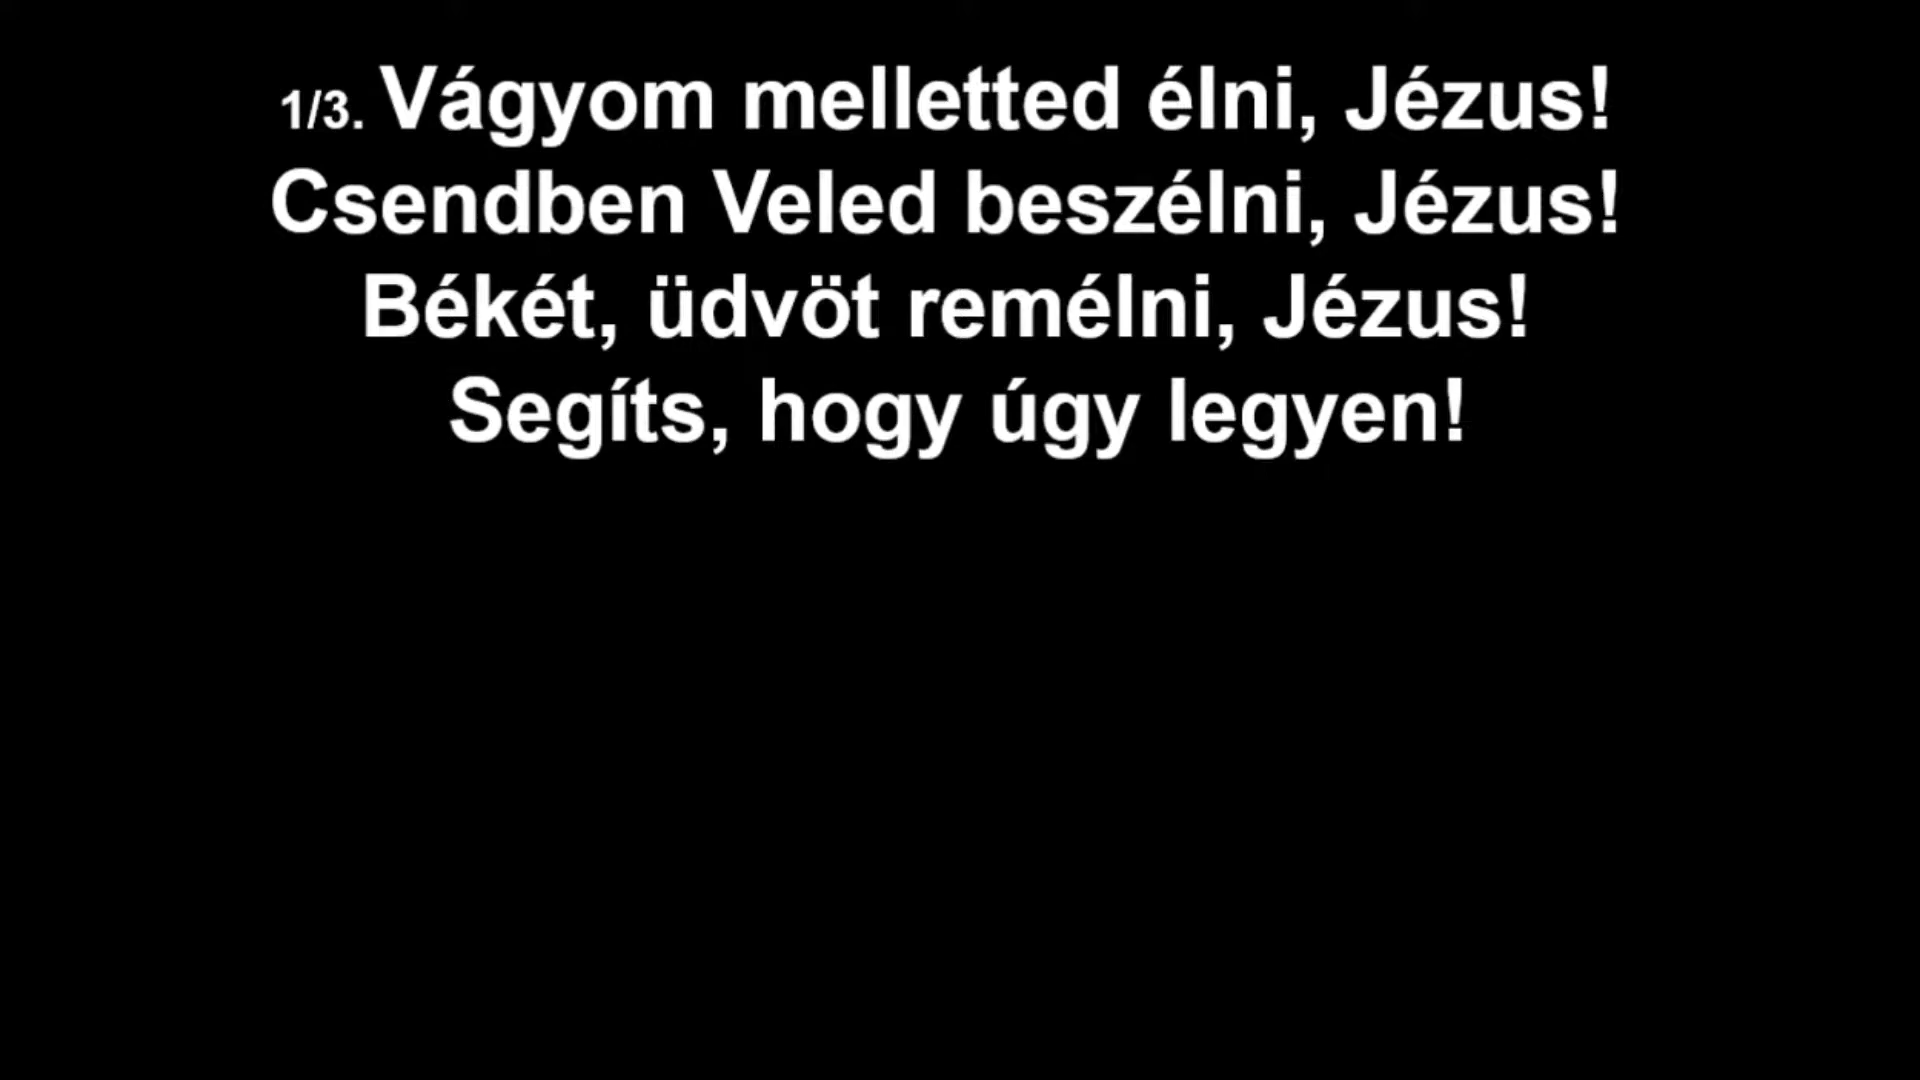 1/3. Vágyom melletted élni, Jézus!
Csendben Veled beszélni, Jézus!
Békét, üdvöt remélni, Jézus!
Segíts, hogy úgy legyen!